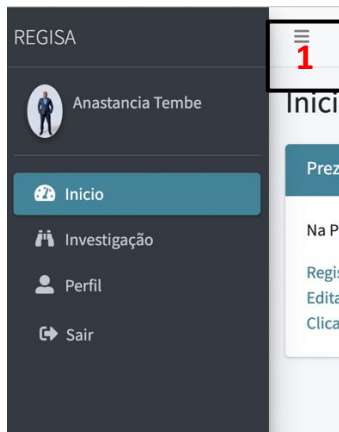 REGISA
Anastancia Tembe
Inicio
Investigação
Perfil
Sair
1
Inici
Prez
Na P
Regis
Edita
Clica